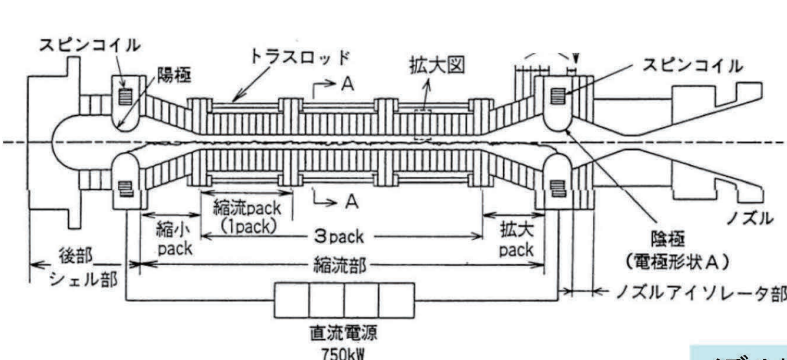 スピンコイル
陽極
トラスロッド
A
拡大図
スピンコイル
縮流pack
(1pack)
A
縮小
pack
3pack
拡大
pack
陰極
(電極形状A)
ノズル
後部
シェル部
縮流部
ノズルアイソレータ部
直流電源
750kW